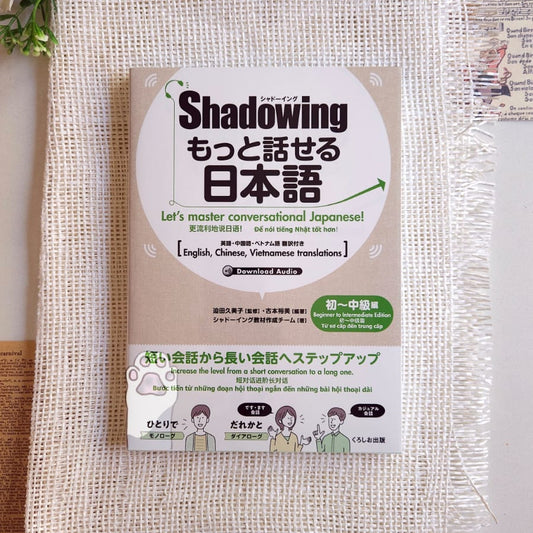 シャドーイング
Shadowing
もっと話せる
日本語
Let's master conversational Japanese!
更流利地说日语! Để nói tiếng Nhật tốt hơn!
英語・中国語・ベトナム語 翻訳付き
[English, Chinese, Vietnamese translations]
Download Audio
迫田久美子【監修】・古本裕美【編著】
シャドーイング教材作成チーム【著】
初〜中級編
Beginner to Intermediate Edition
初〜中级篇
Từ sơ cấp đến trung cấp
短い会話から長い会話へステップアップ
Increase the level from a short conversation to a long one.
短对话进阶长对话
Bước tiến từ những đoạn hội thoại ngắn đến những bài hội thoại dài
ひとりで
モノローグ
です・ます
会話
だれかと
ダイアローグ
カジュアル
会話
くろしお出版